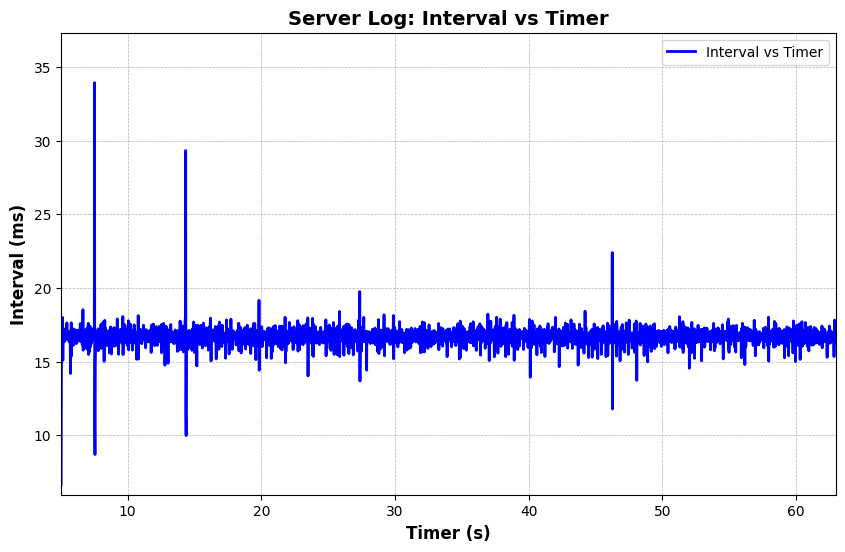 Server Log: Interval vs Timer
Interval vs Timer
35
30
25
20
15
10
Interval (ms)
10 20 30 40 50 60
Timer (s)